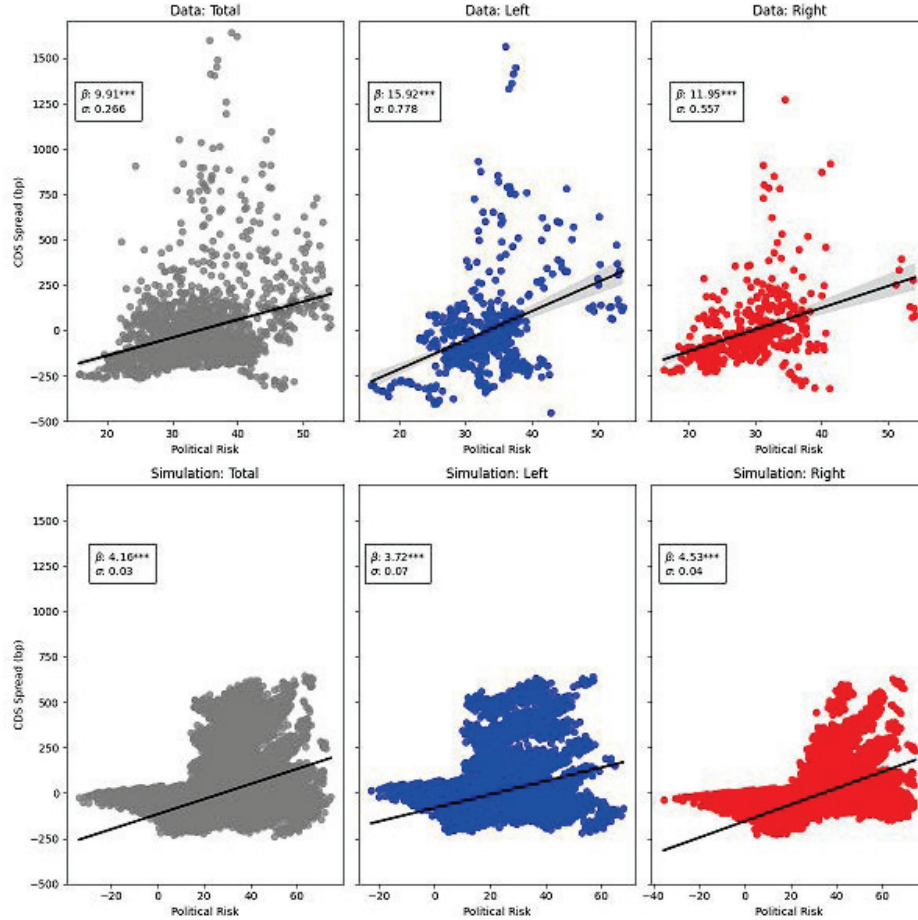 Data: Total
Data: Left
Data: Right
1500
1250
1000
750
500
250
0
−250
−500
CDS Spread (bp)
β: 9.91***
σ: 0.266
β: 15.92***
σ: 0.778
β: 11.95***
σ: 0.557
20 30 40 50
20 30 40 50
20 30 40 50
Political Risk
Political Risk
Political Risk
Simulation: Total
Simulation: Left
Simulation: Right
1500
1250
1000
750
500
250
0
−250
−500
CDS Spread (bp)
β: 4.16***
σ: 0.03
β: 3.72***
σ: 0.07
β: 4.53***
σ: 0.04
−20 0 20 40 60
−20 0 20 40 60
−40 −20 0 20 40 60
Political Risk
Political Risk
Political Risk